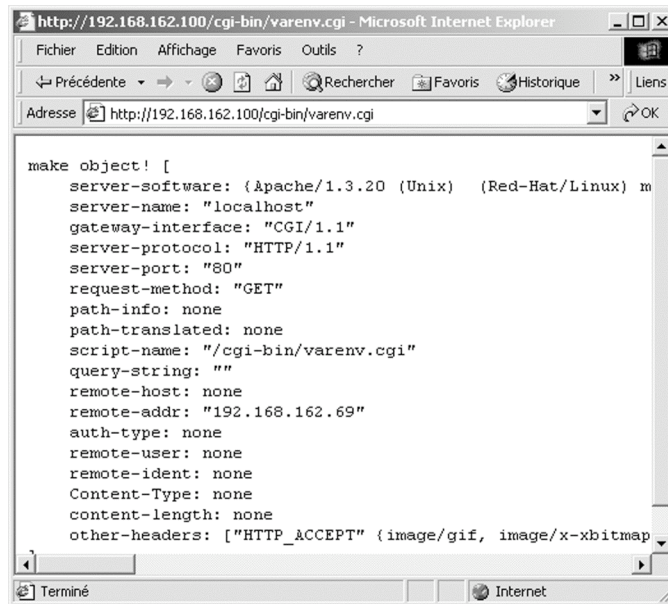 http://192.168.162.100/cgi-bin/varenv.cgi - Microsoft Internet Explorer
Fichier Edition Affichage Favoris Outils ?
Précédente Rechercher Favoris Historique » Liens
Adresse http://192.168.162.100/cgi-bin/varenv.cgi OK
make object! [
server-software: {Apache/1.3.20 (Unix) (Red-Hat/Linux) m
server-name: "localhost"
gateway-interface: "CGI/1.1"
server-protocol: "HTTP/1.1"
server-port: "80"
request-method: "GET"
path-info: none
path-translated: none
script-name: "/cgi-bin/varenv.cgi"
query-string: ""
remote-host: none
remote-addr: "192.168.162.69"
auth-type: none
remote-user: none
remote-ident: none
Content-Type: none
content-length: none
other-headers: ["HTTP_ACCEPT" {image/gif, image/x-xbitmap
Terminé Internet